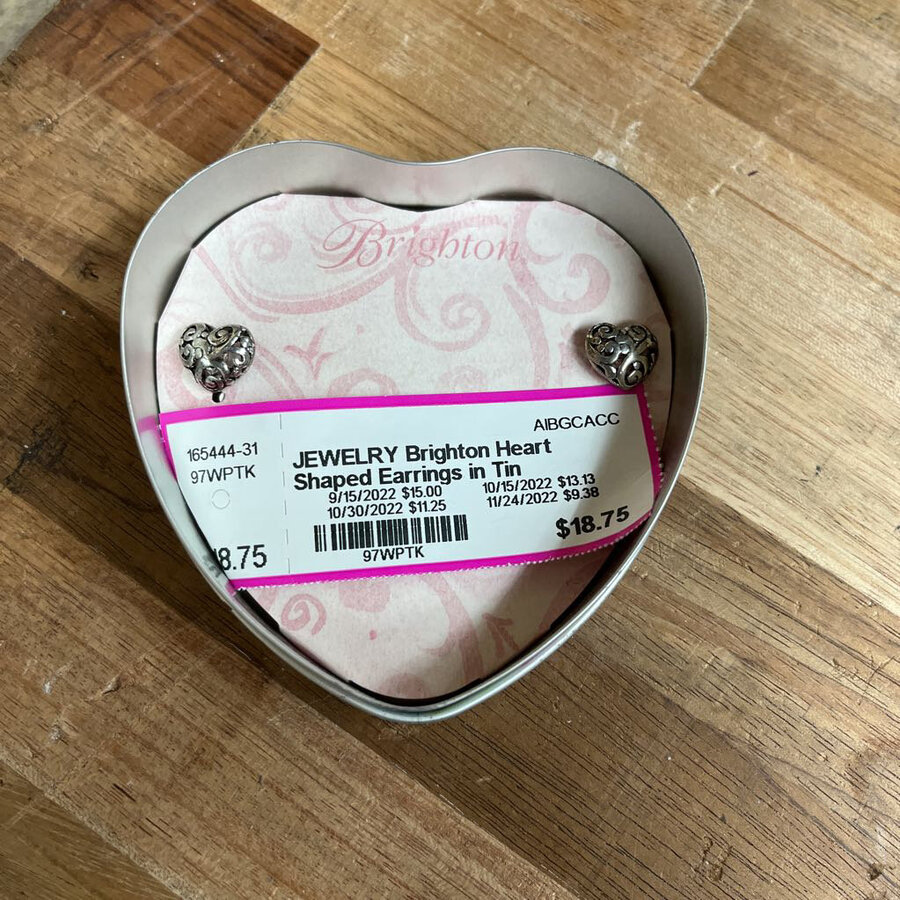 Brighton
AIBGCACC
165444-31
97WPTK
JEWELRY Brighton Heart
Shaped Earrings in Tin
9/15/2022 $15.00 10/15/2022 $13.13
10/30/2022 $11.25 11/24/2022 $9.38
$18.75
97WPTK
8.75